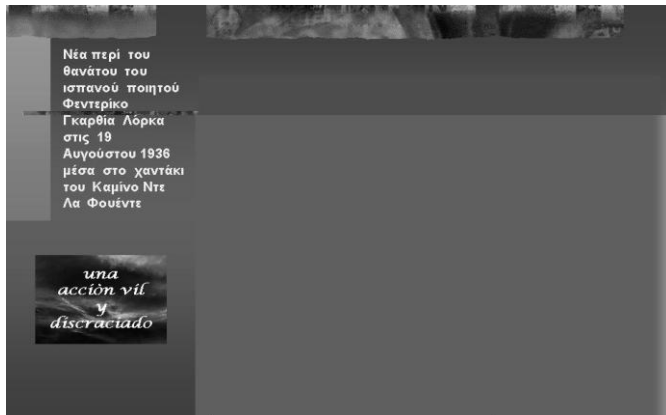 Νέα περί του
θανάτου του
ισπανού ποιητού
Φεντερίκο
Γκαρθία Λόρκα
στις 19
Αυγούστου 1936
μέσα στο χαντάκι
του Καμίνο Ντε
Λα Φουέντε
una
acciòn vil
y
discraciado